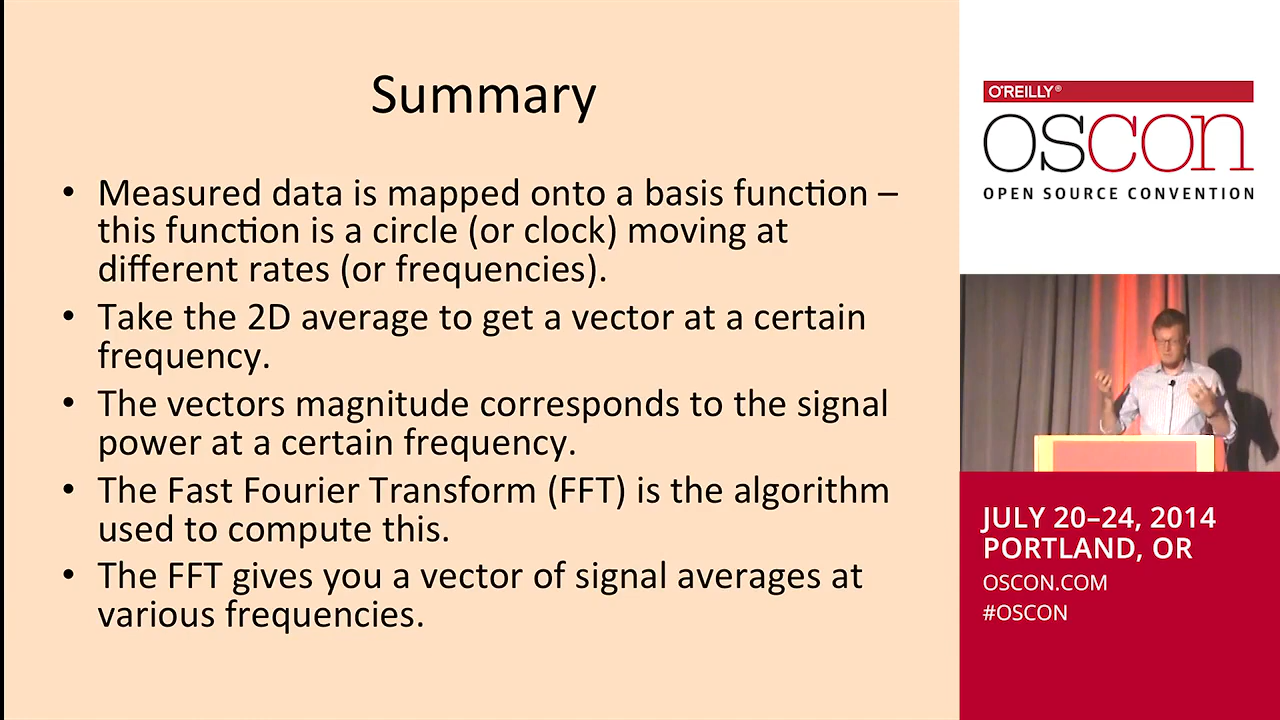 Summary
• Measured data is mapped onto a basis function –
this function is a circle (or clock) moving at
different rates (or frequencies).
• Take the 2D average to get a vector at a certain
frequency.
• The vectors magnitude corresponds to the signal
power at a certain frequency.
• The Fast Fourier Transform (FFT) is the algorithm
used to compute this.
• The FFT gives you a vector of signal averages at
various frequencies.
O'REILLY®
OSCON
OPEN SOURCE CONVENTION
JULY 20–24, 2014
PORTLAND, OR
OSCON.COM
#OSCON